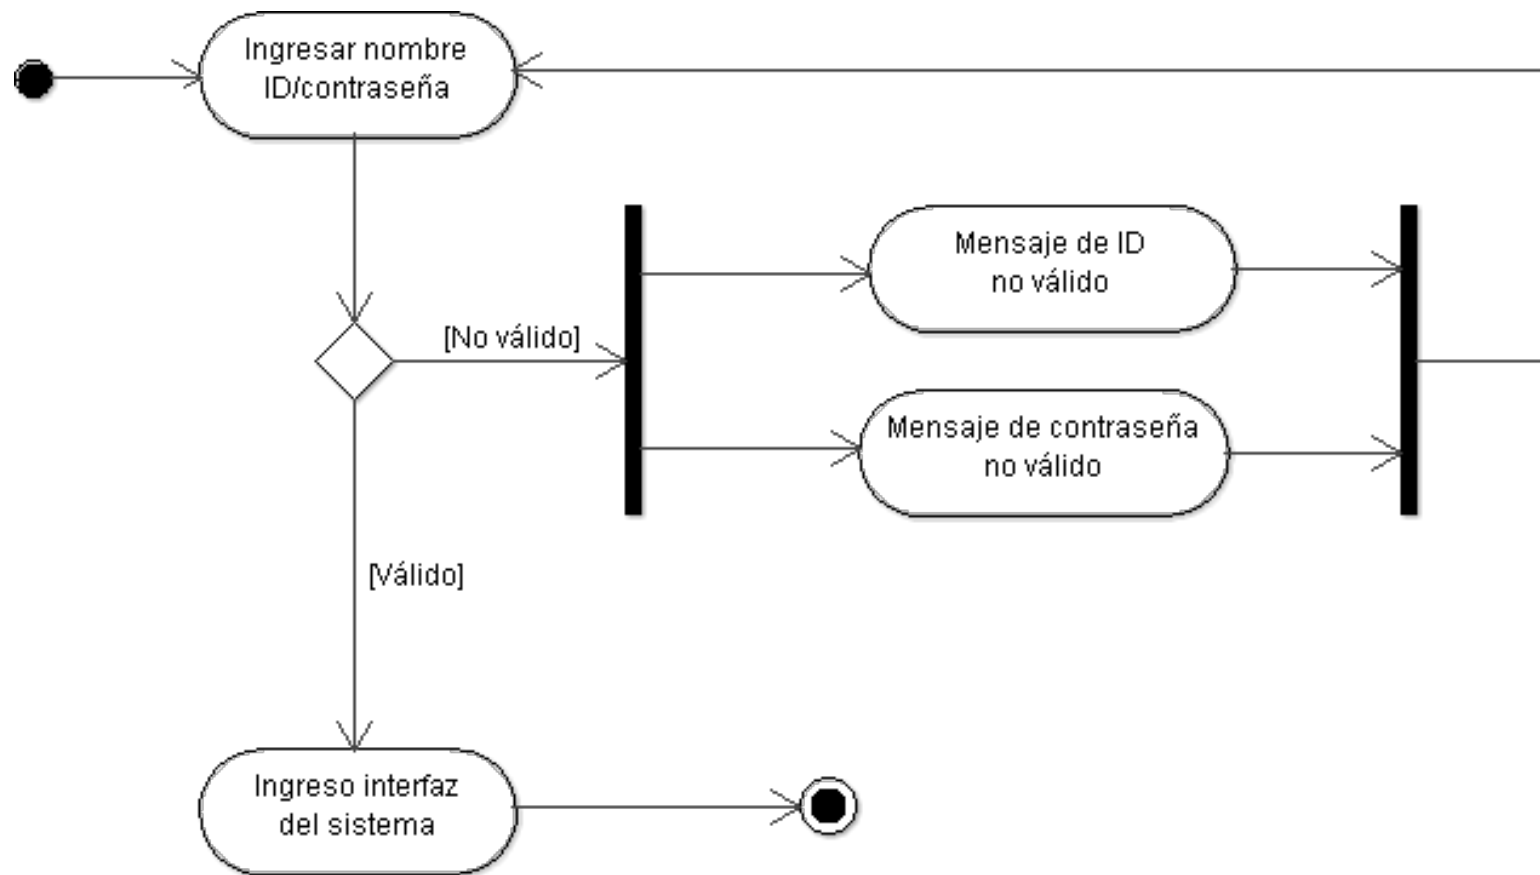 Ingresar nombre
ID/contraseña
Mensaje de ID
no válido
[No válido]
Mensaje de contraseña
no válido
[Válido]
Ingreso interfaz
del sistema